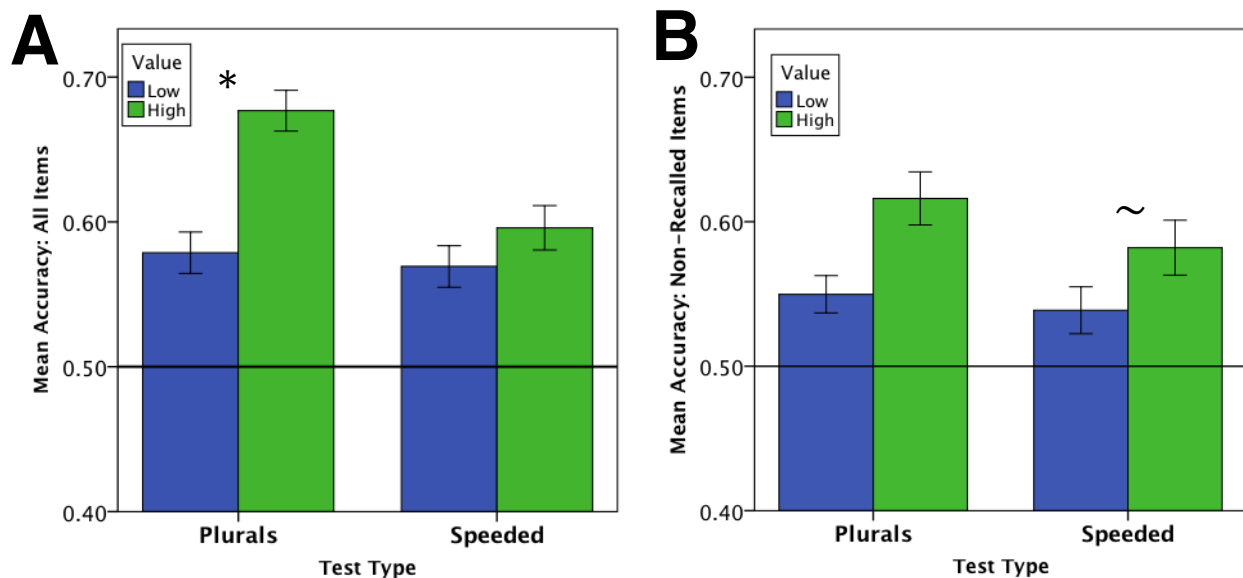 A
Mean Accuracy: All Items
0.70
0.60
0.50
0.40
Value
Low
High
*
Plurals
Speeded
Test Type
B
Mean Accuracy: Non-Recalled Items
0.70
0.60
0.50
0.40
Value
Low
High
~
Plurals
Speeded
Test Type